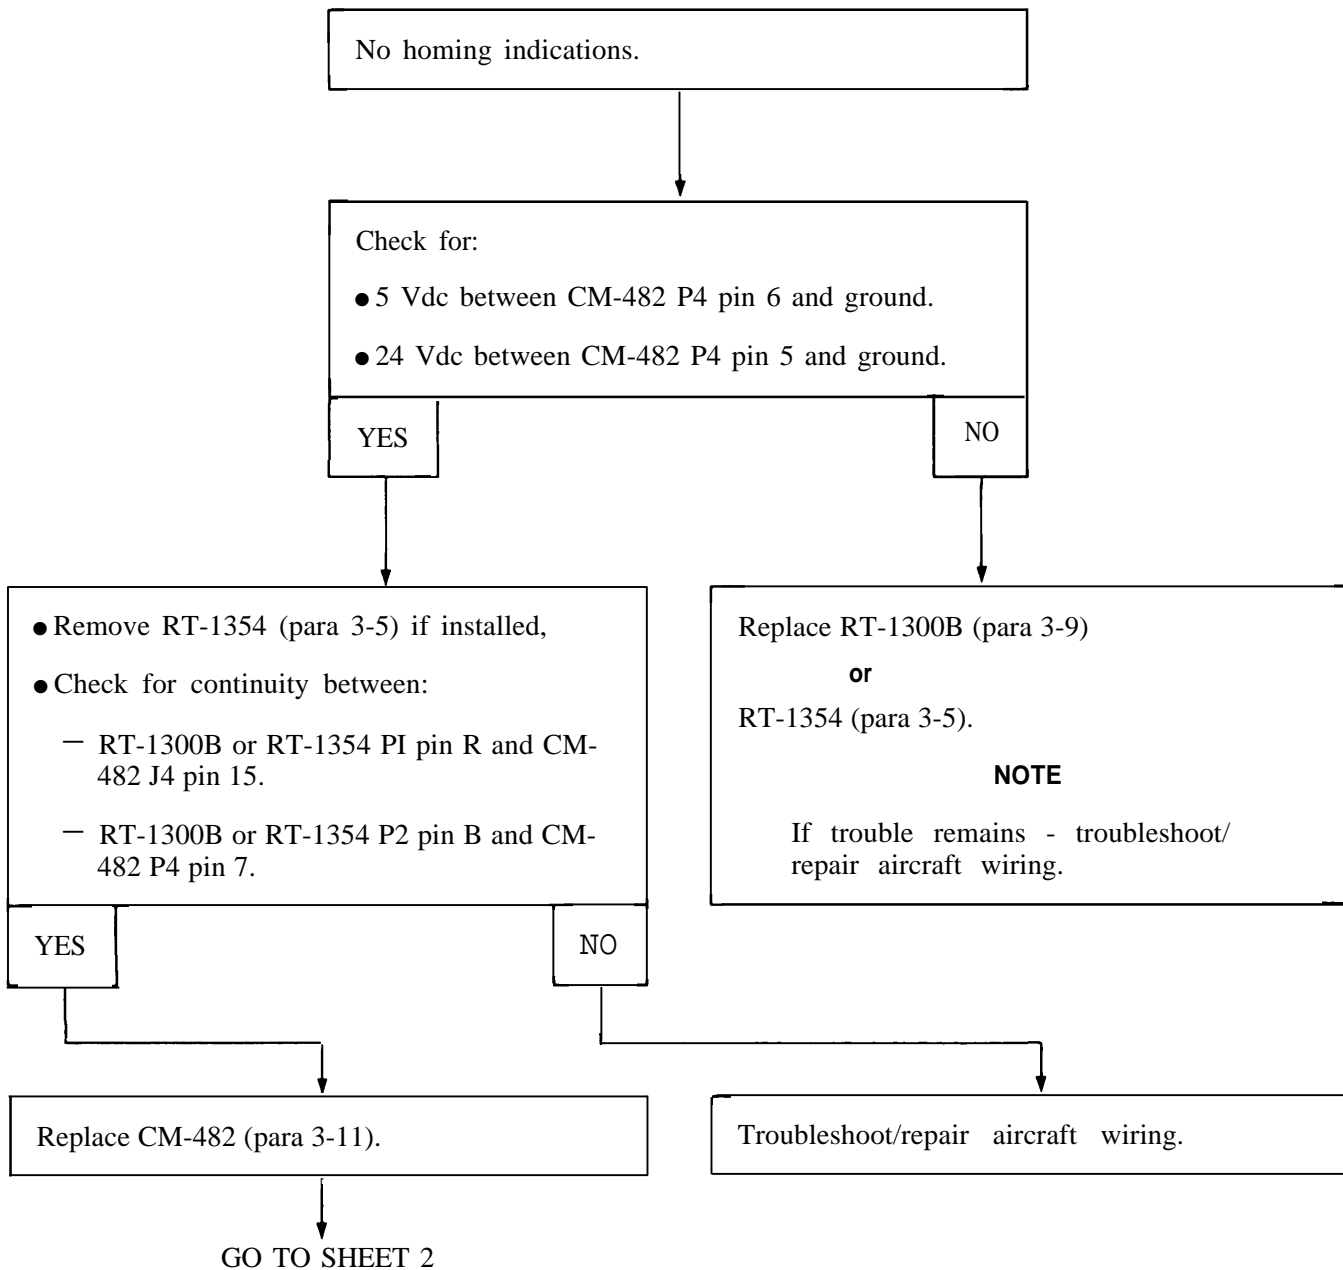 No homing indications.
Check for:
● 5 Vdc between CM-482 P4 pin 6 and ground.
● 24 Vdc between CM-482 P4 pin 5 and ground.
YES
NO
● Remove RT-1354 (para 3-5) if installed,
● Check for continuity between:
— RT-1300B or RT-1354 PI pin R and CM-
482 J4 pin 15.
— RT-1300B or RT-1354 P2 pin B and CM-
482 P4 pin 7.
YES
NO
Replace RT-1300B (para 3-9)
or
RT-1354 (para 3-5).
NOTE
If trouble remains - troubleshoot/
repair aircraft wiring.
Replace CM-482 (para 3-11).
Troubleshoot/repair aircraft wiring.
GO TO SHEET 2